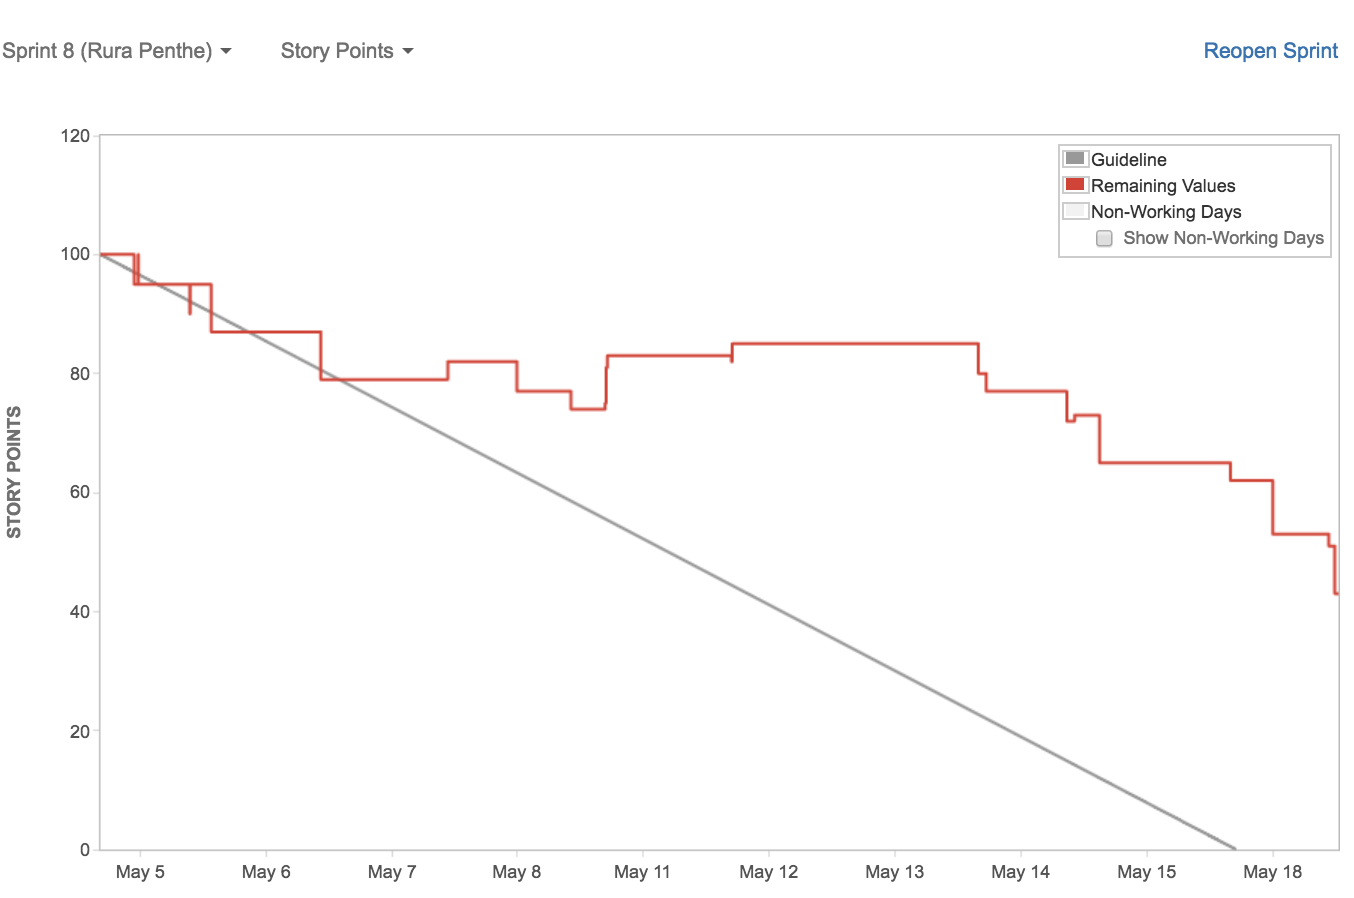 Sprint 8 (Rura Penthe) Story Points Reopen Sprint
120
Guideline
Remaining Values
Non-Working Days
Show Non-Working Days
100
80
60
40
20
0
STORY POINTS
May 5 May 6 May 7 May 8 May 11 May 12 May 13 May 14 May 15 May 18